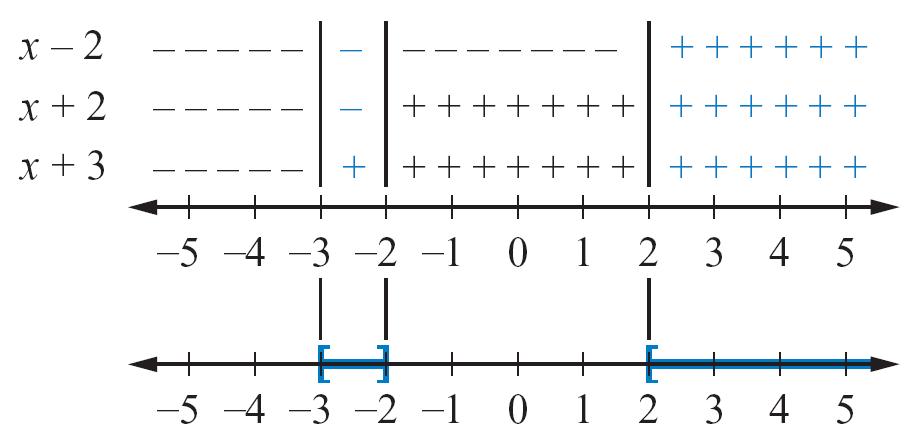 x – 2 – – – – – – – – – – – – – + + + + + +
x + 2 – – – – – – + + + + + + + + + + + + +
x + 3 – – – – – + + + + + + + + + + + + + +
–5 –4 –3 –2 –1 0 1 2 3 4 5
[ ] [
–5 –4 –3 –2 –1 0 1 2 3 4 5